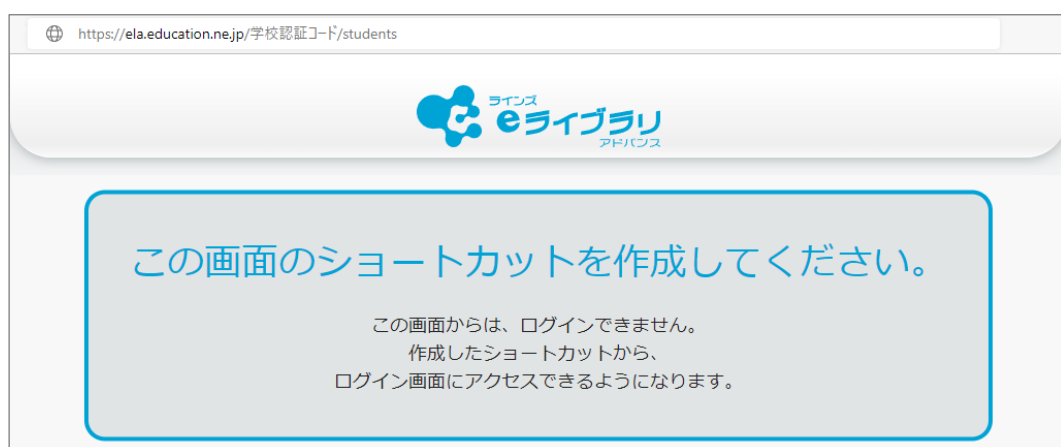 https://ela.education.ne.jp/学校認証コード/students
ラインズ
eライブラリ
アドバンス
この画面のショートカットを作成してください。
この画面からは、ログインできません。
作成したショートカットから、
ログイン画面にアクセスできるようになります。